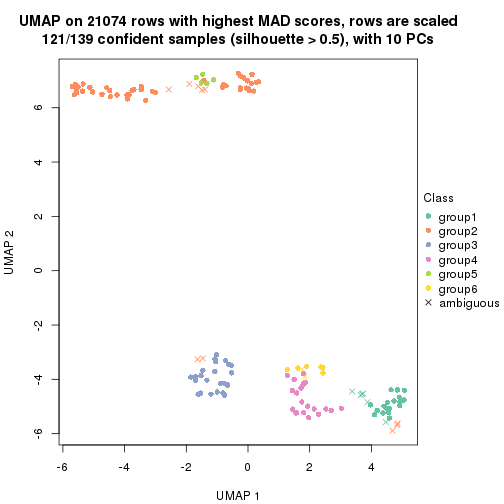 UMAP on 21074 rows with highest MAD scores, rows are scaled
121/139 confident samples (silhouette > 0.5), with 10 PCs
6
4
2
0
-2
-4
-6
UMAP 2
-6
-4
-2
0
2
4
UMAP 1
Class
group1
group2
group3
group4
group5
group6
ambiguous